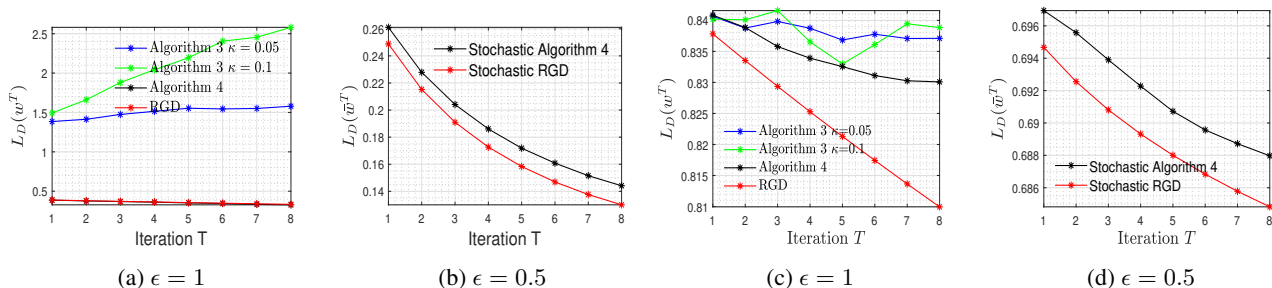 L_D(w^T)
2.5
2
1.5
1
0.5
Algorithm 3 κ = 0.05
Algorithm 3 κ = 0.1
Algorithm 4
RGD
1 2 3 4 5 6 7 8
Iteration T
(a) ϵ = 1
L_D(w̄^T)
0.26
0.24
0.22
0.2
0.18
0.16
0.14
Stochastic Algorithm 4
Stochastic RGD
1 2 3 4 5 6 7 8
Iteration T
(b) ϵ = 0.5
L_D(w^T)
0.84
0.835
0.83
0.825
0.82
0.815
0.81
Algorithm 3 κ=0.05
Algorithm 3 κ=0.1
Algorithm 4
RGD
1 2 3 4 5 6 7 8
Iteration T
(c) ϵ = 1
L_D(w̄^T)
0.696
0.694
0.692
0.69
0.688
0.686
Stochastic Algorithm 4
Stochastic RGD
1 2 3 4 5 6 7 8
Iteration T
(d) ϵ = 0.5